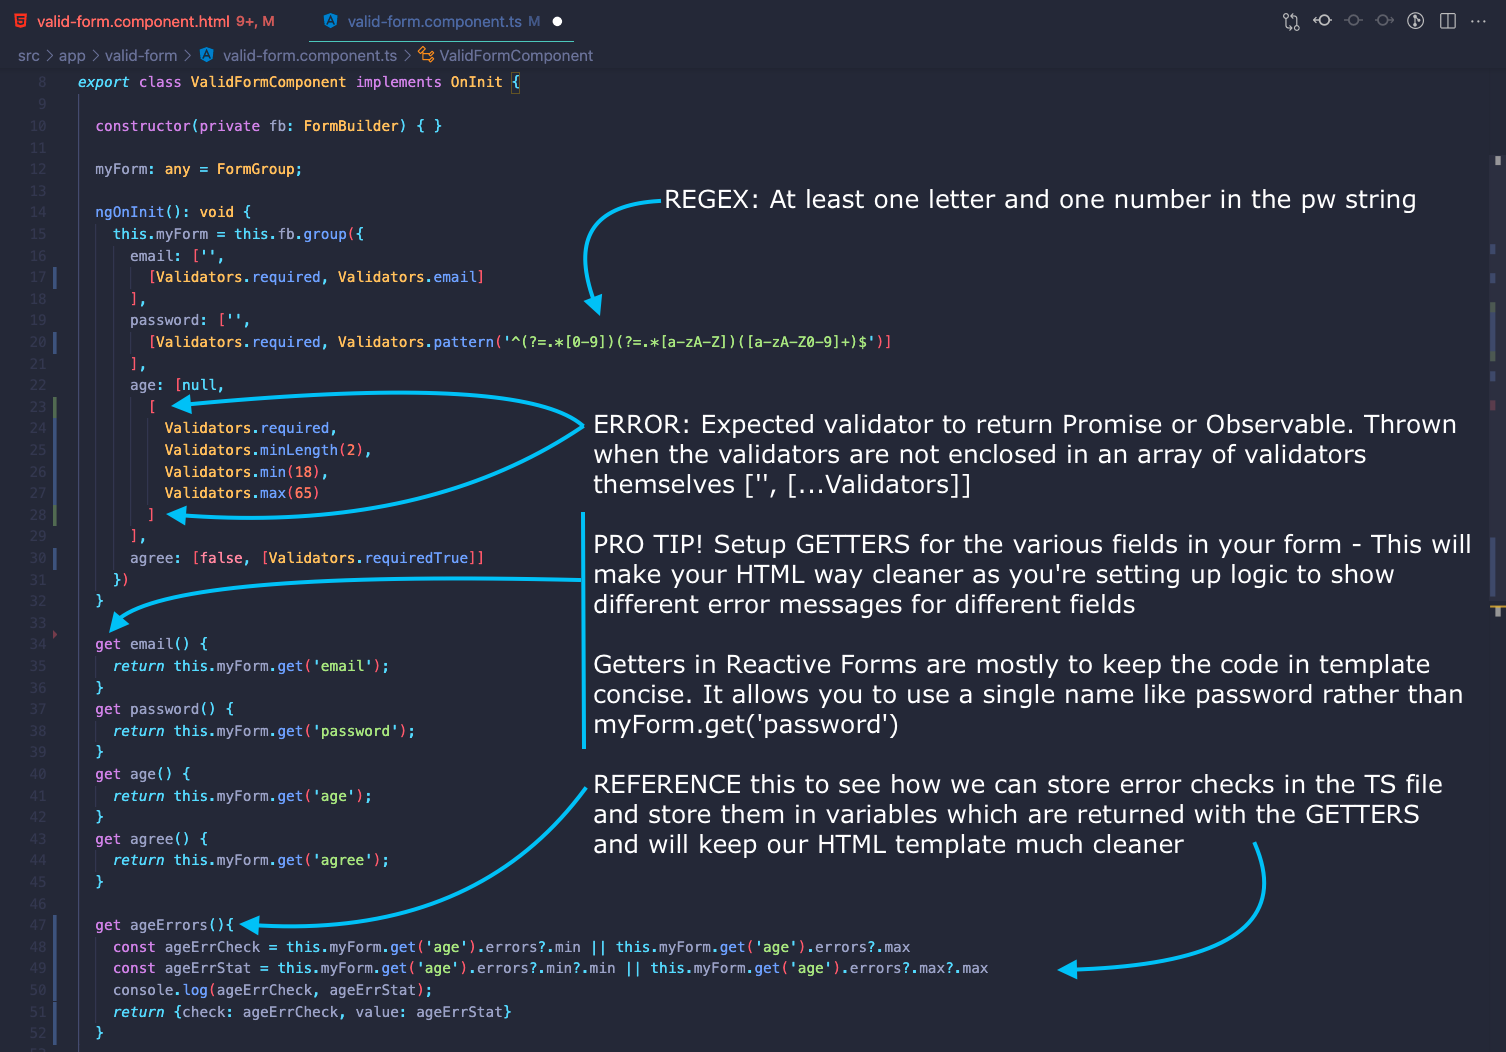 valid-form.component.html 9+, M
valid-form.component.ts M
src > app > valid-form > valid-form.component.ts > ValidFormComponent
8 export class ValidFormComponent implements OnInit {
9
10 constructor(private fb: FormBuilder) { }
11
12 myForm: any = FormGroup;
13
14 ngOnInit(): void {
15 this.myForm = this.fb.group({
16 email: ['',
17 [Validators.required, Validators.email]
18 ],
19 password: ['',
20 [Validators.required, Validators.pattern('^(?=.*[0-9])(?=.*[a-zA-Z])([a-zA-Z0-9]+)$')]
21 ],
22 age: [null,
23 [
24 Validators.required,
25 Validators.minLength(2),
26 Validators.min(18),
27 Validators.max(65)
28 ]
29 ],
30 agree: [false, [Validators.requiredTrue]]
31 })
32 }
33
34 get email() {
35 return this.myForm.get('email');
36 }
37 get password() {
38 return this.myForm.get('password');
39 }
40 get age() {
41 return this.myForm.get('age');
42 }
43 get agree() {
44 return this.myForm.get('agree');
45 }
46
47 get ageErrors(){
48 const ageErrCheck = this.myForm.get('age').errors?.min || this.myForm.get('age').errors?.max
49 const ageErrStat = this.myForm.get('age').errors?.min?.min || this.myForm.get('age').errors?.max?.max
50 console.log(ageErrCheck, ageErrStat);
51 return {check: ageErrCheck, value: ageErrStat}
52 }
REGEX: At least one letter and one number in the pw string
ERROR: Expected validator to return Promise or Observable. Thrown
when the validators are not enclosed in an array of validators
themselves ['', [...Validators]]
PRO TIP! Setup GETTERS for the various fields in your form - This will
make your HTML way cleaner as you're setting up logic to show
different error messages for different fields
Getters in Reactive Forms are mostly to keep the code in template
concise. It allows you to use a single name like password rather than
myForm.get('password')
REFERENCE this to see how we can store error checks in the TS file
and store them in variables which are returned with the GETTERS
and will keep our HTML template much cleaner